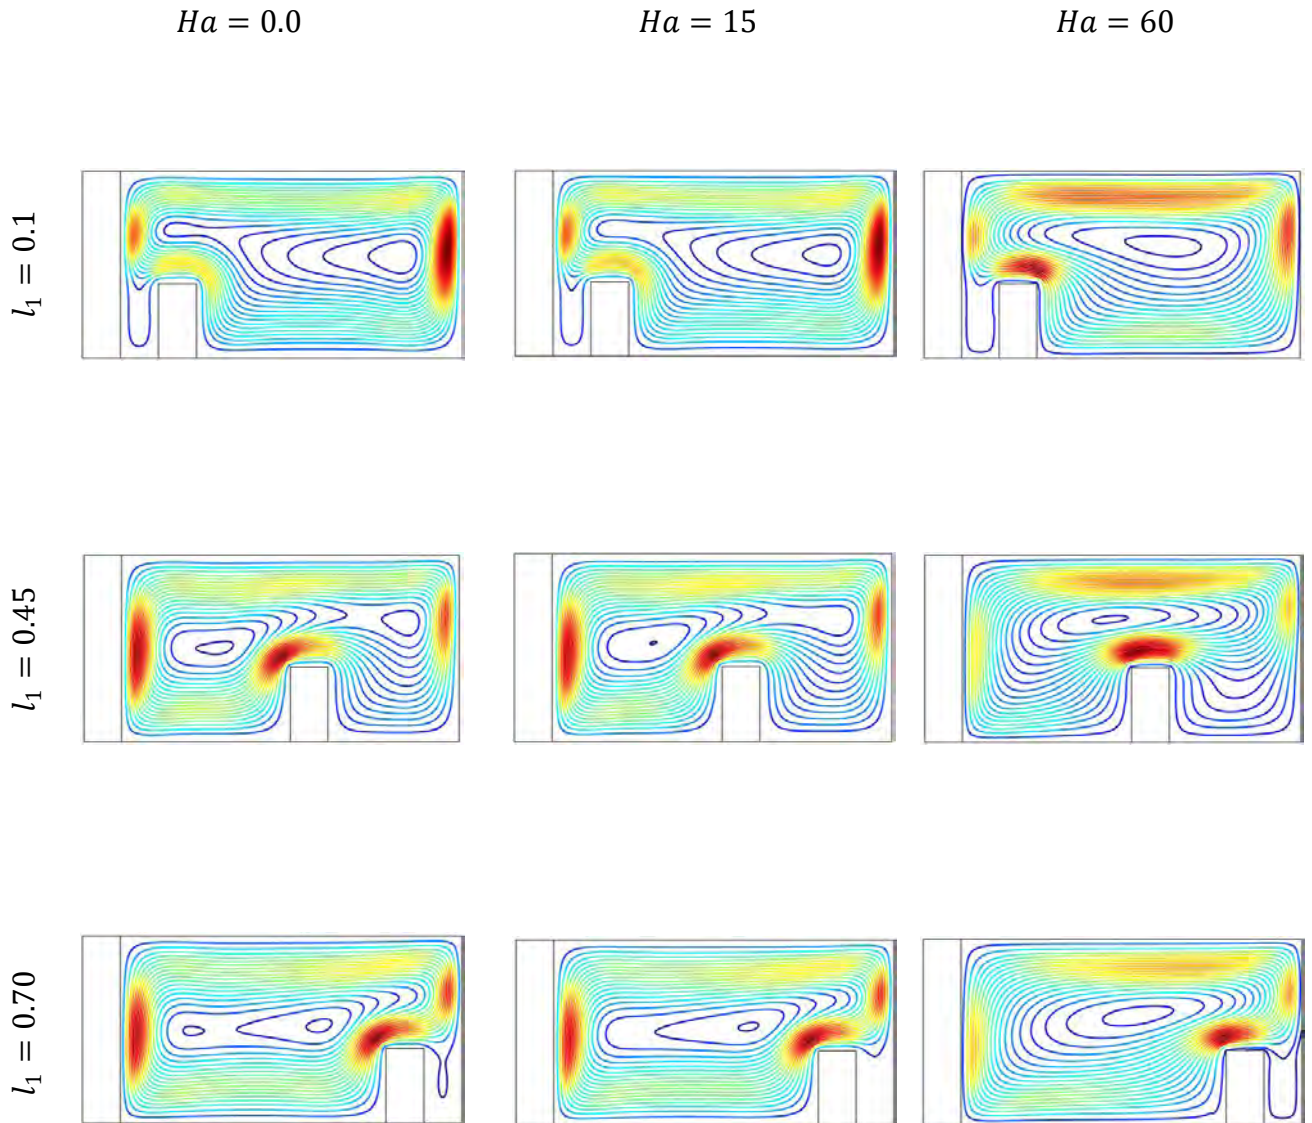 Ha = 0.0
Ha = 15
Ha = 60
l₁ = 0.1
l₁ = 0.45
l₁ = 0.70